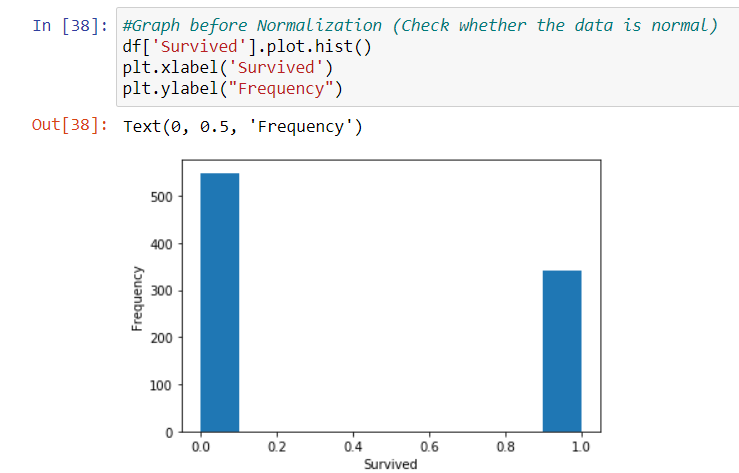 In [38]: #Graph before Normalization (Check whether the data is normal)
df['Survived'].plot.hist()
plt.xlabel('Survived')
plt.ylabel("Frequency")
Out[38]: Text(0, 0.5, 'Frequency')
500
400
300
200
100
0
Frequency
0.0 0.2 0.4 0.6 0.8 1.0
Survived